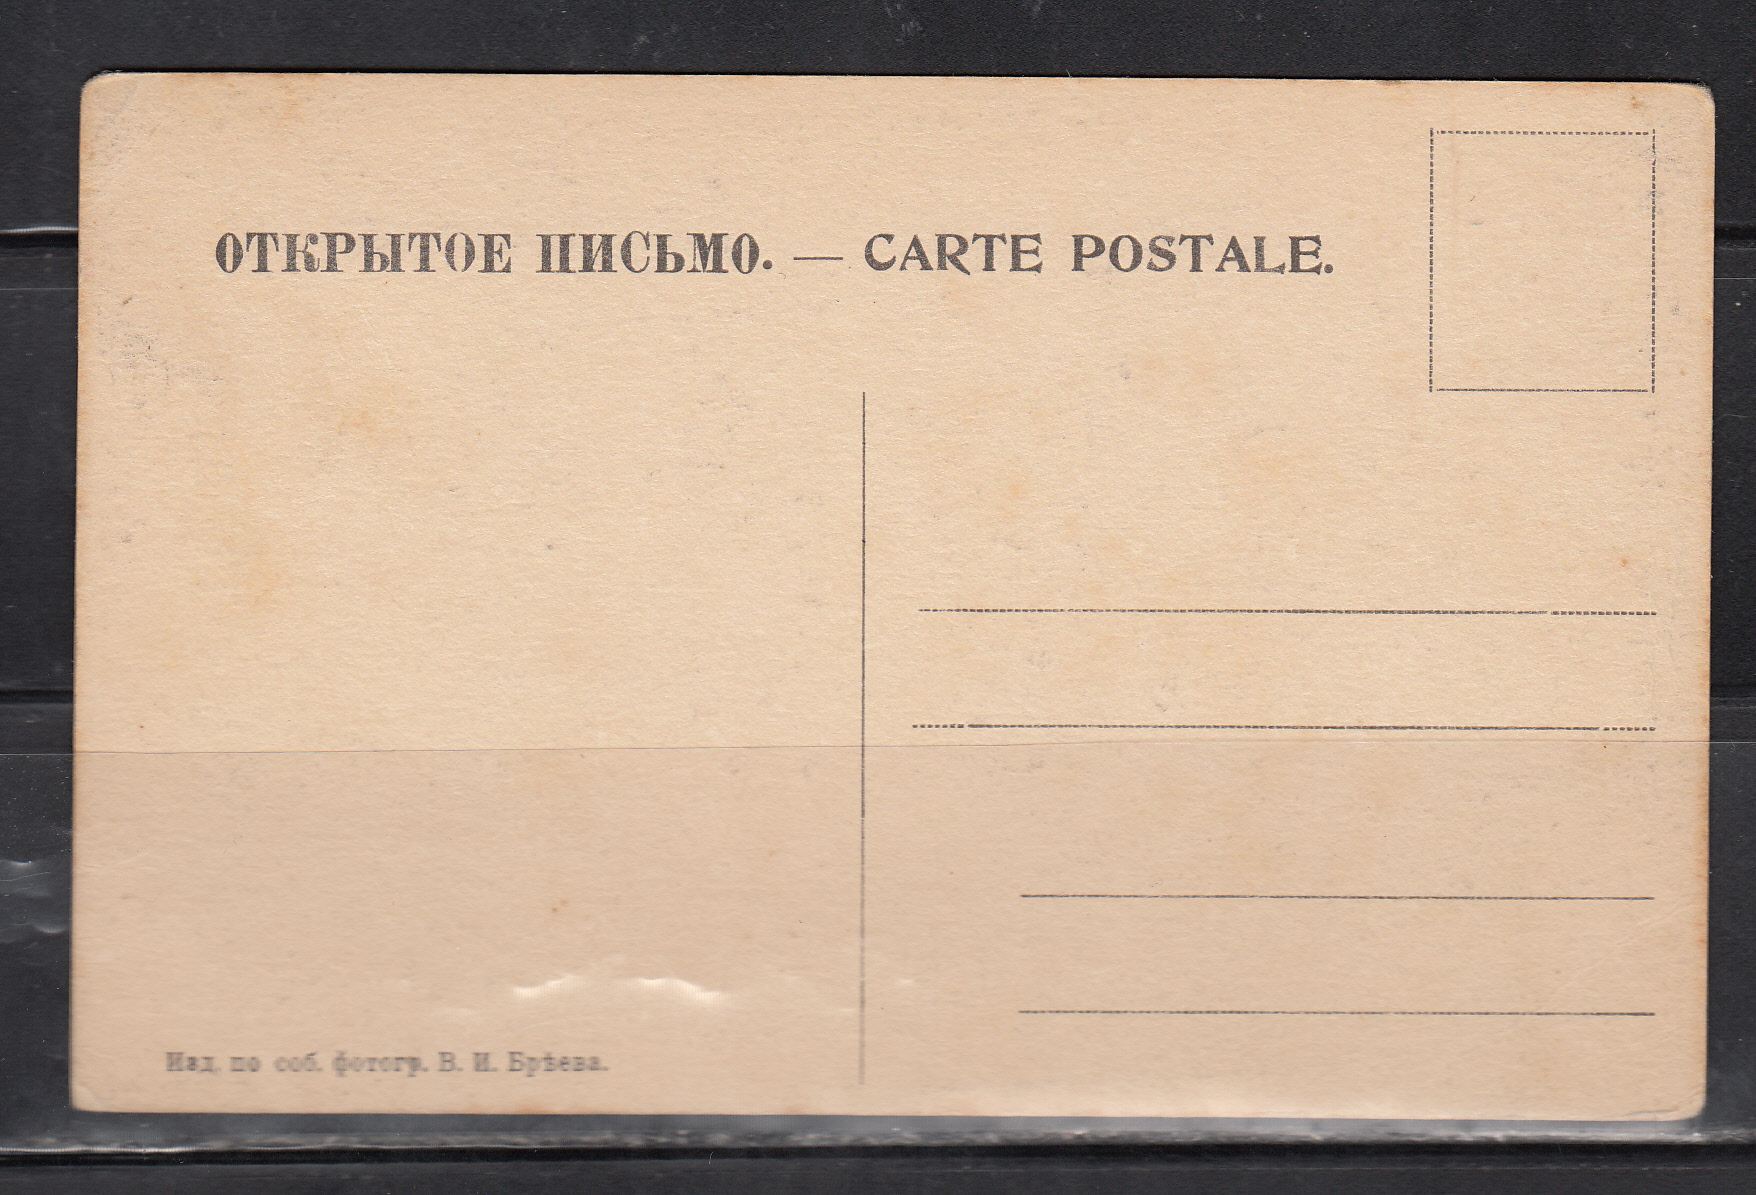 ОТКРЫТОЕ ПИСЬМО. — CARTE POSTALE.
Изд. по соб. фотогр. В. И. Брѣева.